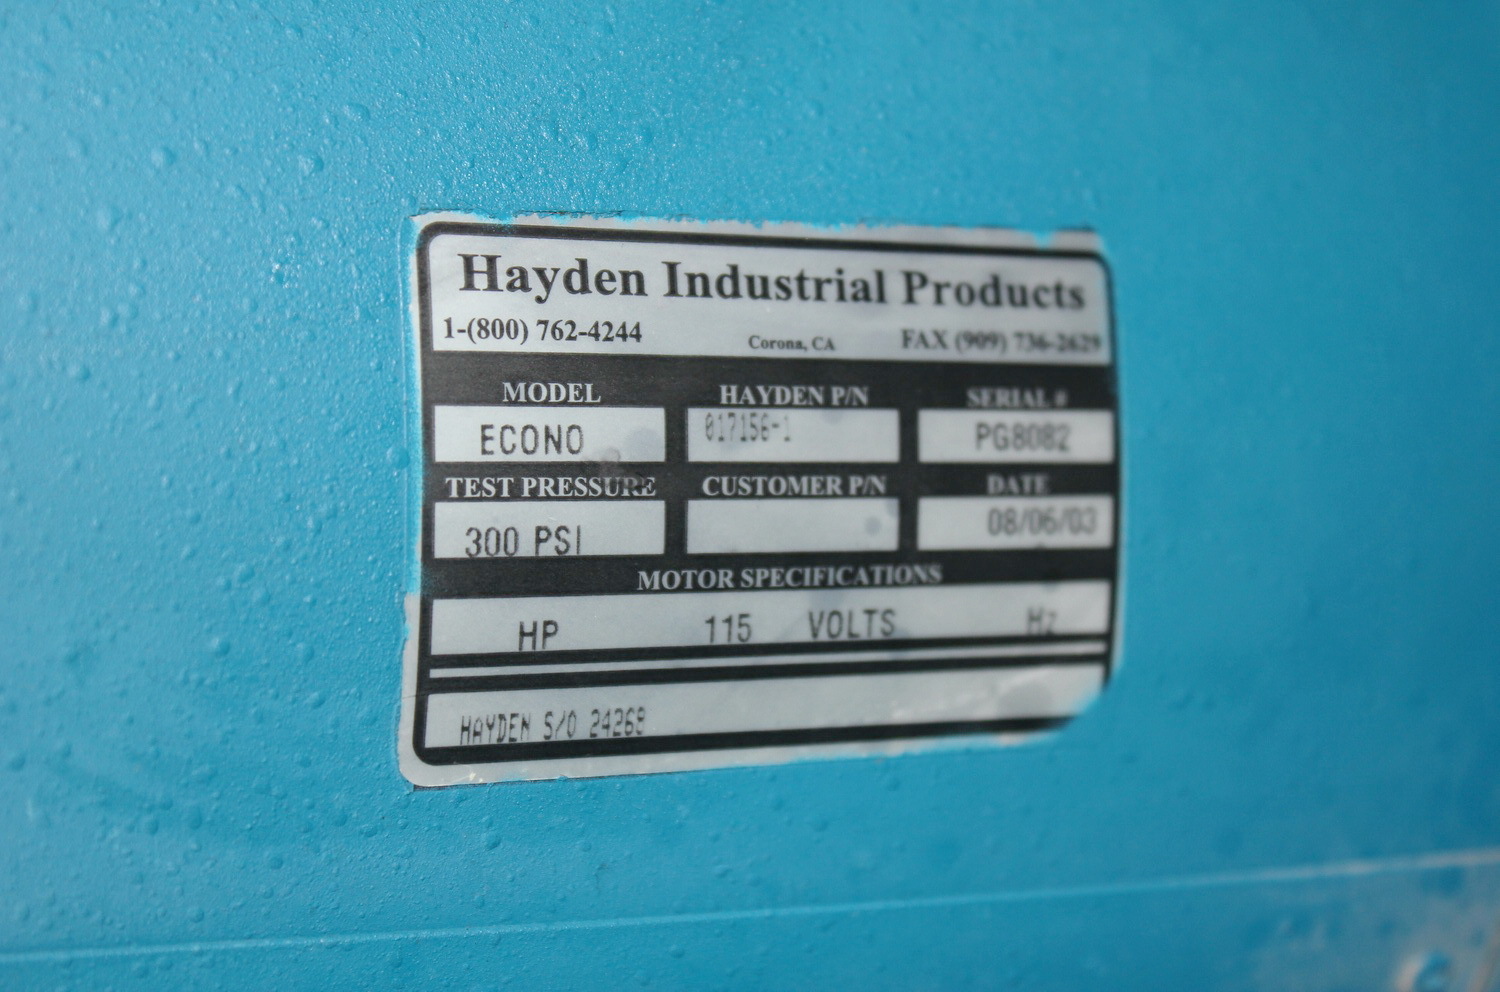 Hayden Industrial Products
1-(800) 762-4244 Corona, CA FAX (909) 736-2629
MODEL HAYDEN P/N SERIAL #
ECONO 017156-1 PG8082
TEST PRESSURE CUSTOMER P/N DATE
300 PSI 08/06/03
MOTOR SPECIFICATIONS
HP 115 VOLTS Hz
HAYDEN S/O 24268